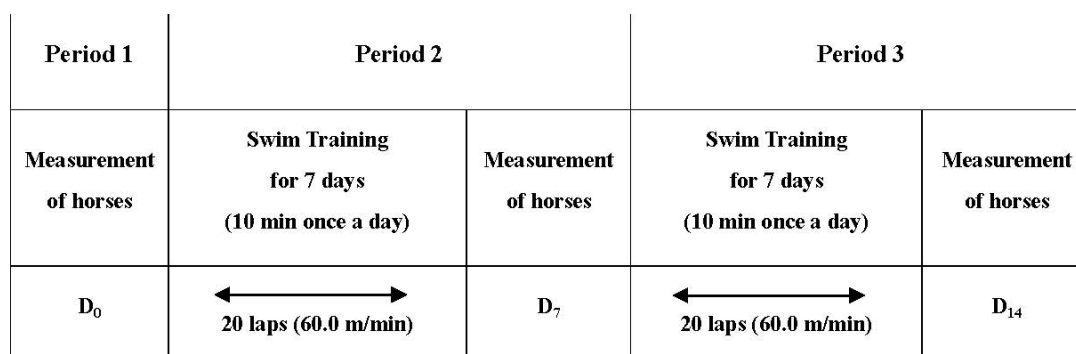 Period 1
Period 2
Period 3
Measurement
of horses
Swim Training
for 7 days
(10 min once a day)
Measurement
of horses
Swim Training
for 7 days
(10 min once a day)
Measurement
of horses
D₀
20 laps (60.0 m/min)
D₇
20 laps (60.0 m/min)
D₁₄